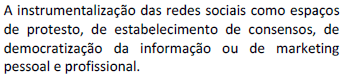 A instrumentalização das redes sociais como espaços
de protesto, de estabelecimento de consensos, de
democratização da informação ou de marketing
pessoal e profissional.